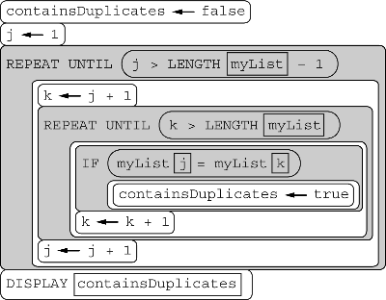 containsDuplicates ← false
j ← 1
REPEAT UNTIL j > LENGTH myList - 1
k ← j + 1
REPEAT UNTIL k > LENGTH myList
IF myList j = myList k
containsDuplicates ← true
k ← k + 1
j ← j + 1
DISPLAY containsDuplicates